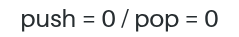 push = 0 / pop = 0